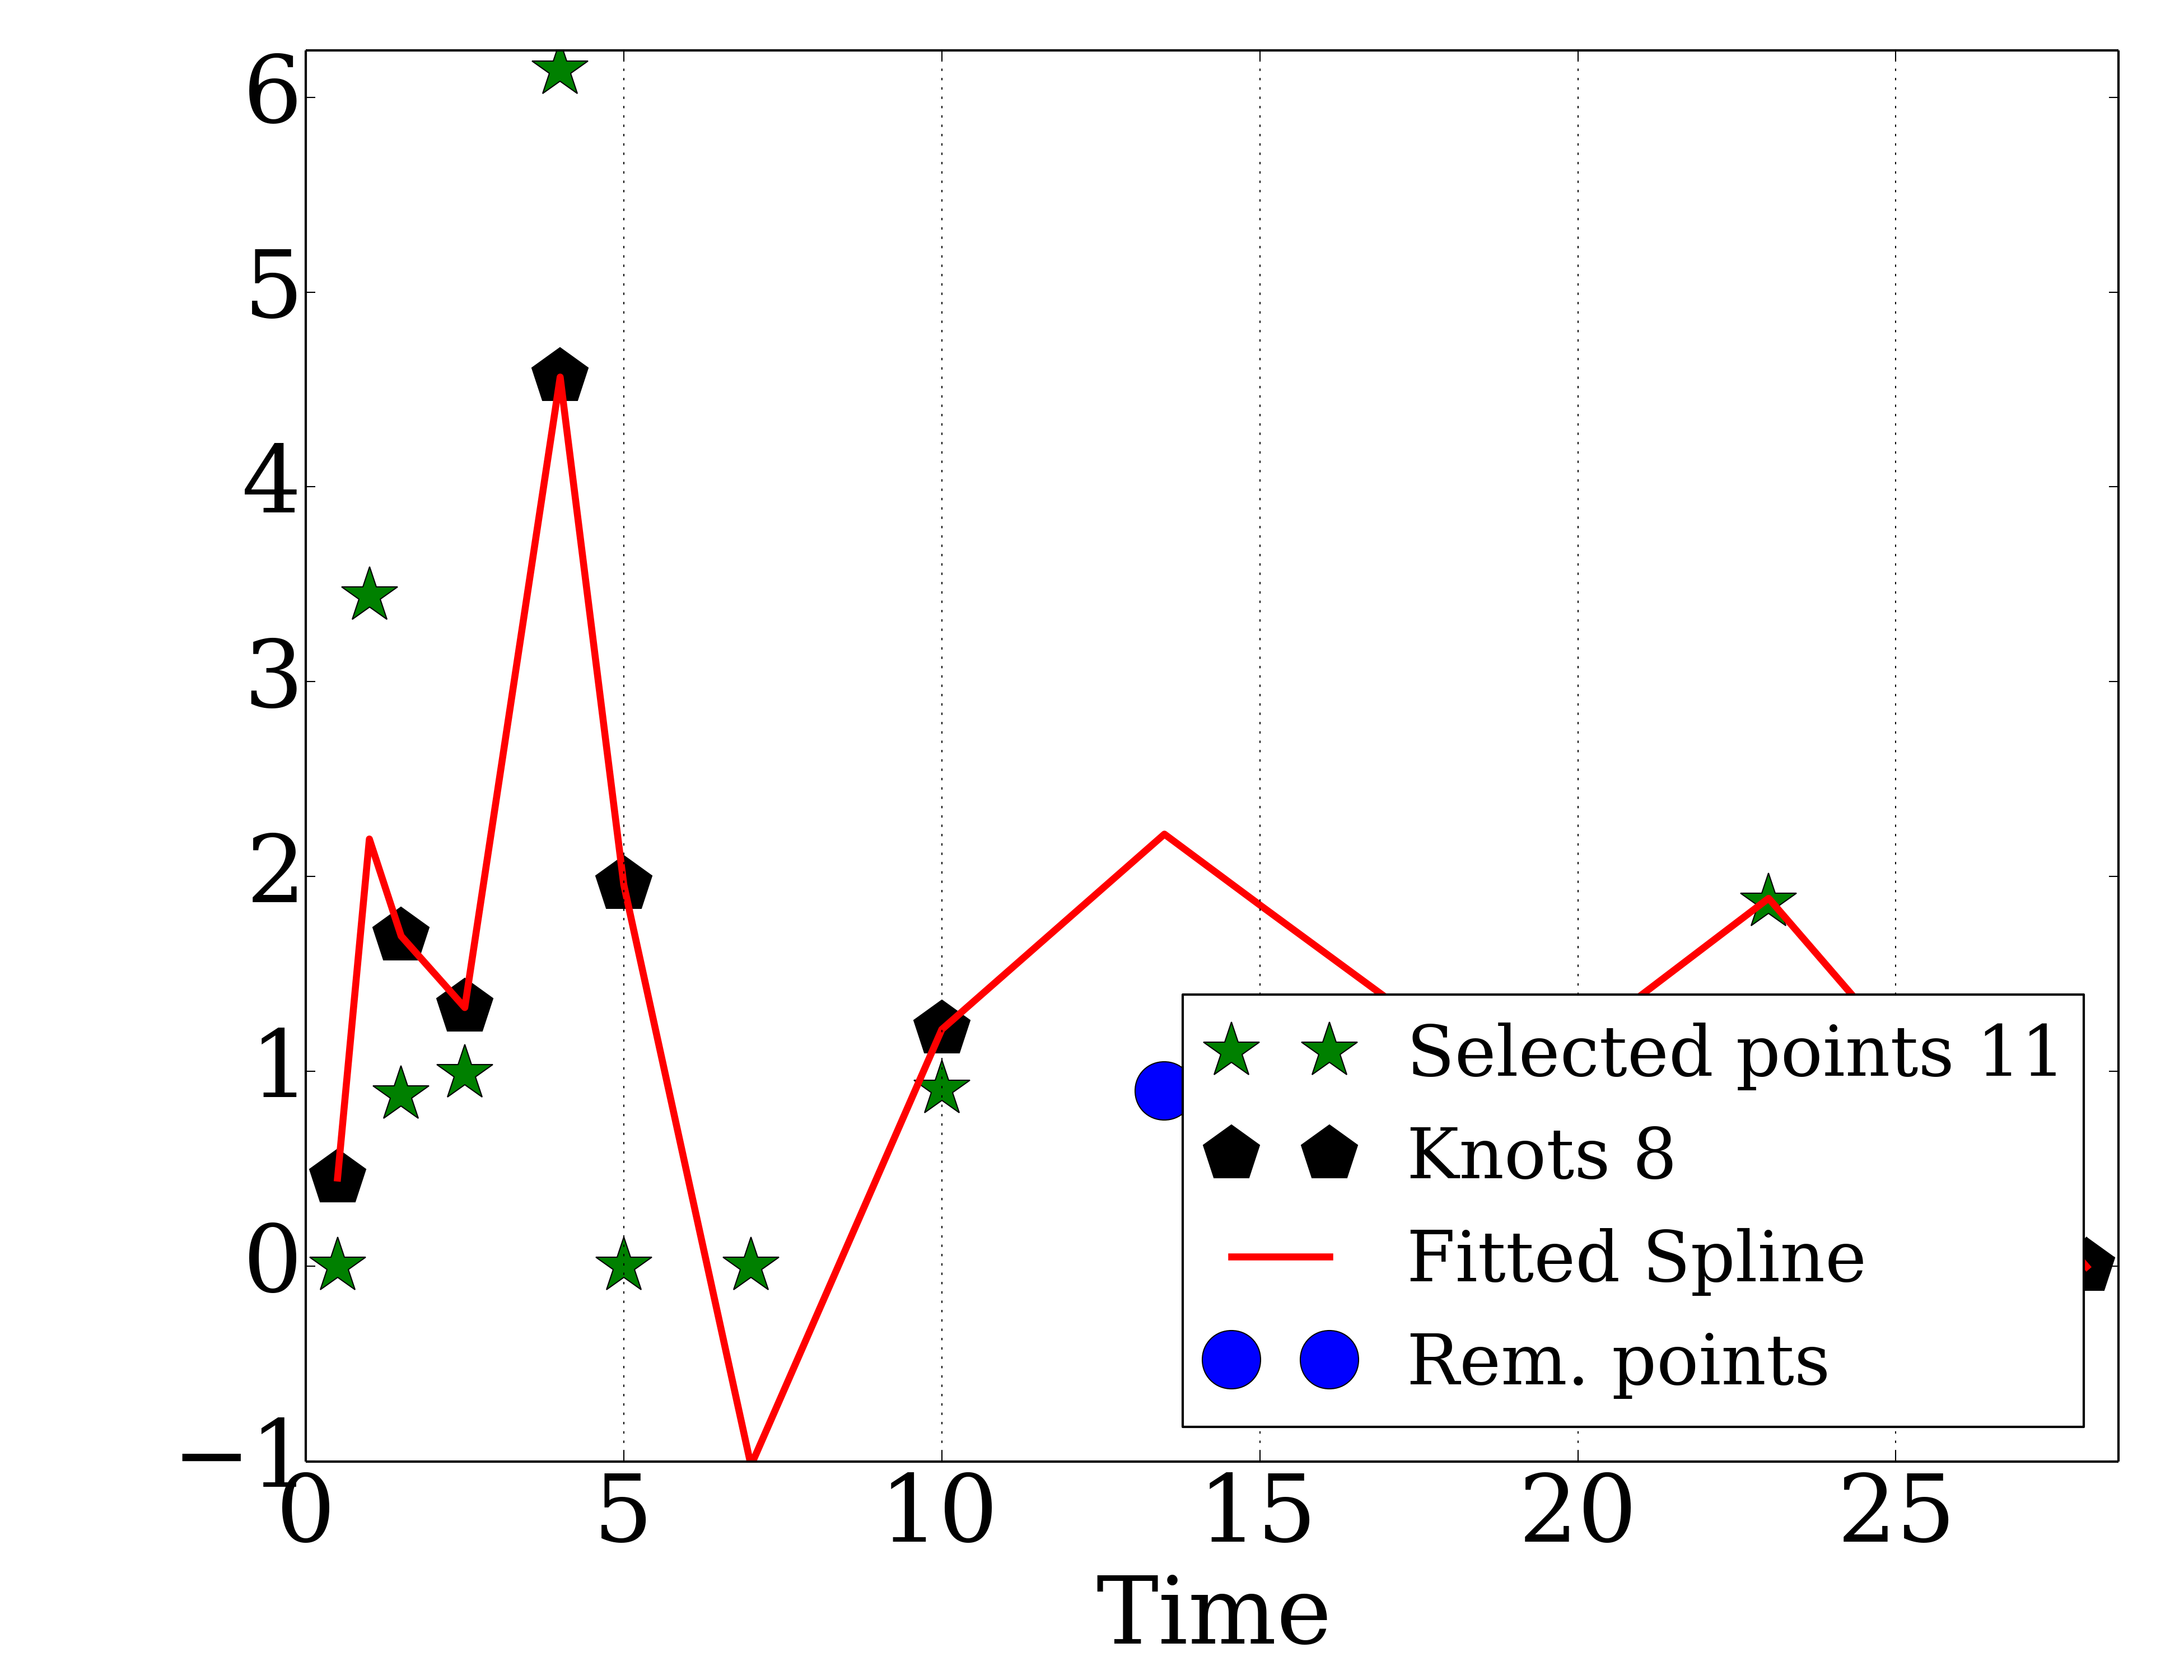 6
5
4
3
2
1
0
−1
0 5 10 15 20 25
Time
Selected points 11
Knots 8
Fitted Spline
Rem. points